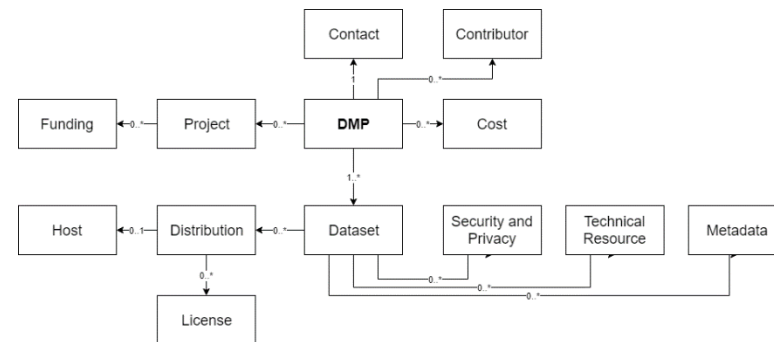 Contact
Contributor
1
0..*
Funding
0..*
Project
0..*
DMP
0..*
Cost
1..*
Host
0..1
Distribution
0..*
Dataset
Security and
Privacy
Technical
Resource
Metadata
0..*
0..*
0..*
0..*
License